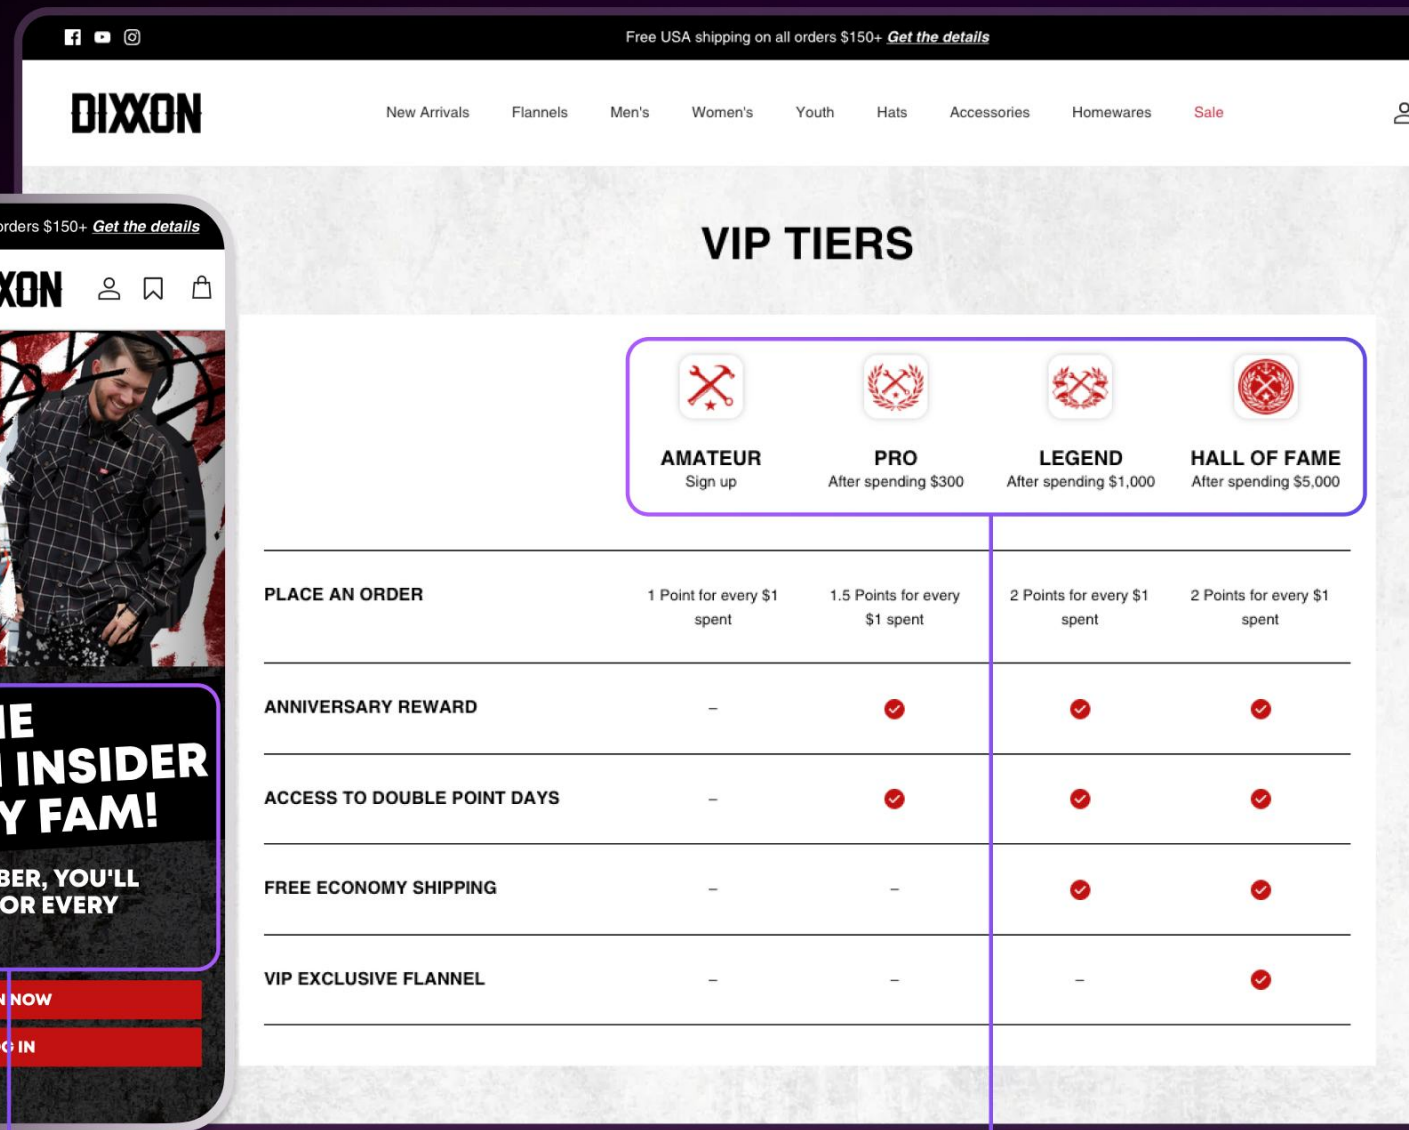 Free USA shipping on all orders $150+ Get the details
DIXXON
New Arrivals Flannels Men's Women's Youth Hats Accessories Homewares Sale
VIP TIERS
AMATEUR PRO LEGEND HALL OF FAME
Sign up After spending $300 After spending $1,000 After spending $5,000
PLACE AN ORDER 1 Point for every $1 spent 1.5 Points for every $1 spent 2 Points for every $1 spent 2 Points for every $1 spent
ANNIVERSARY REWARD – 
ACCESS TO DOUBLE POINT DAYS – 
FREE ECONOMY SHIPPING – –
VIP EXCLUSIVE FLANNEL – – –
orders $150+ Get the details
XON
INSIDER
Y FAM!
BER, YOU'LL
OR EVERY
N NOW
G IN